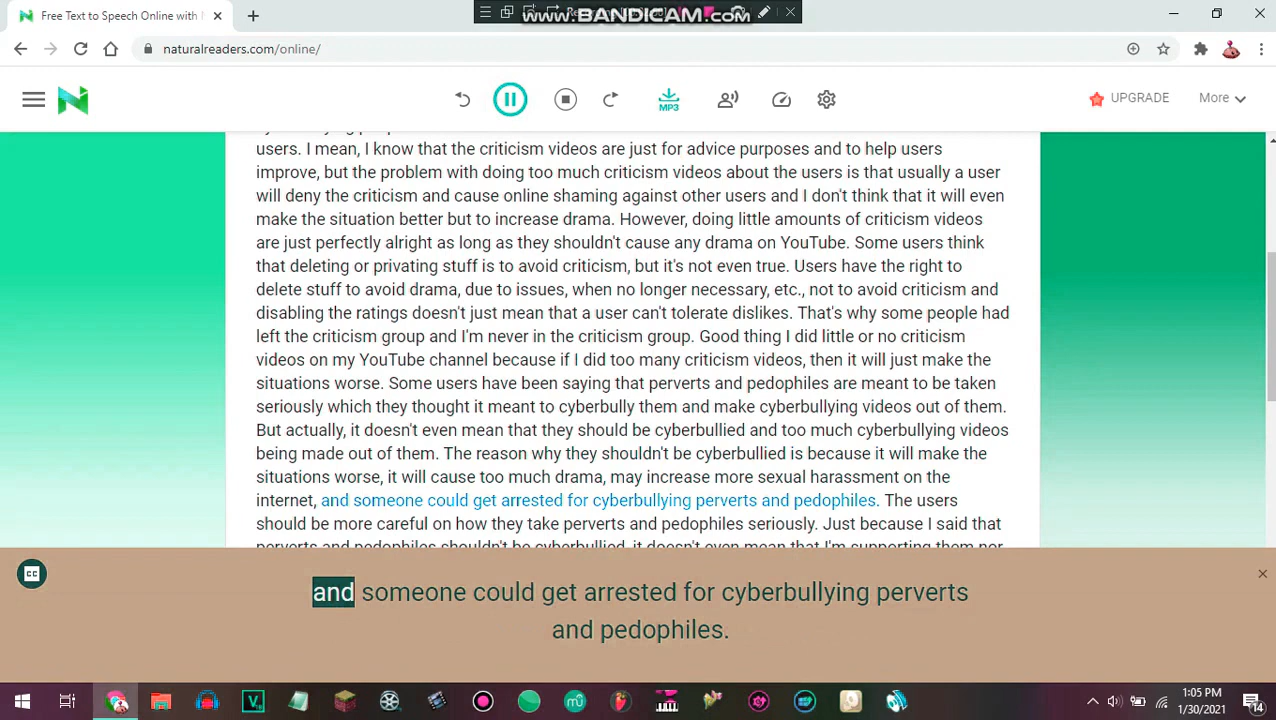 Free Text to Speech Online with
www.BANDICAM.com
naturalreaders.com/online/
MP3
UPGRADE
More
users. I mean, I know that the criticism videos are just for advice purposes and to help users
improve, but the problem with doing too much criticism videos about the users is that usually a user
will deny the criticism and cause online shaming against other users and I don't think that it will even
make the situation better but to increase drama. However, doing little amounts of criticism videos
are just perfectly alright as long as they shouldn't cause any drama on YouTube. Some users think
that deleting or privating stuff is to avoid criticism, but it's not even true. Users have the right to
delete stuff to avoid drama, due to issues, when no longer necessary, etc., not to avoid criticism and
disabling the ratings doesn't just mean that a user can't tolerate dislikes. That's why some people had
left the criticism group and I'm never in the criticism group. Good thing I did little or no criticism
videos on my YouTube channel because if I did too many criticism videos, then it will just make the
situations worse. Some users have been saying that perverts and pedophiles are meant to be taken
seriously which they thought it meant to cyberbully them and make cyberbullying videos out of them.
But actually, it doesn't even mean that they should be cyberbullied and too much cyberbullying videos
being made out of them. The reason why they shouldn't be cyberbullied is because it will make the
situations worse, it will cause too much drama, may increase more sexual harassment on the
internet, and someone could get arrested for cyberbullying perverts and pedophiles. The users
should be more careful on how they take perverts and pedophiles seriously. Just because I said that
perverts and pedophiles shouldn't be cyberbullied, it doesn't even mean that I'm supporting them nor
CC
and someone could get arrested for cyberbullying perverts
and pedophiles.
1:05 PM
1/30/2021
14